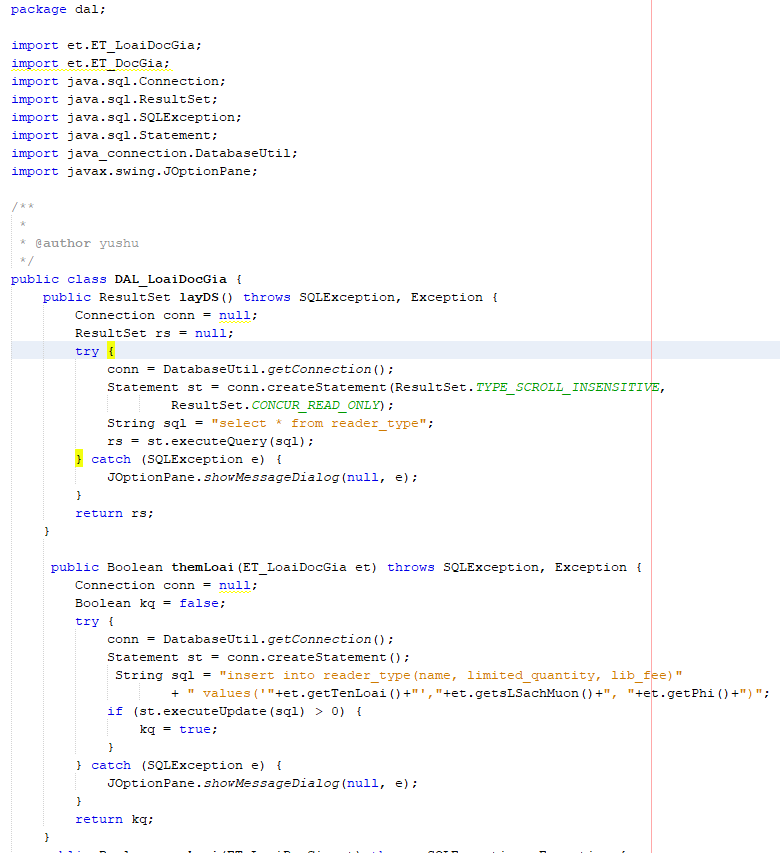 package dal;
import et.ET_LoaiDocGia;
import et.ET_DocGia;
import java.sql.Connection;
import java.sql.ResultSet;
import java.sql.SQLException;
import java.sql.Statement;
import java_connection.DatabaseUtil;
import javax.swing.JOptionPane;
/**
 *
 * @author yushu
 */
public class DAL_LoaiDocGia {
    public ResultSet layDS() throws SQLException, Exception {
        Connection conn = null;
        ResultSet rs = null;
        try {
            conn = DatabaseUtil.getConnection();
            Statement st = conn.createStatement(ResultSet.TYPE_SCROLL_INSENSITIVE,
                    ResultSet.CONCUR_READ_ONLY);
            String sql = "select * from reader_type";
            rs = st.executeQuery(sql);
        } catch (SQLException e) {
            JOptionPane.showMessageDialog(null, e);
        }
        return rs;
    }
     public Boolean themLoai(ET_LoaiDocGia et) throws SQLException, Exception {
        Connection conn = null;
        Boolean kq = false;
        try {
            conn = DatabaseUtil.getConnection();
            Statement st = conn.createStatement();
             String sql = "insert into reader_type(name, limited_quantity, lib_fee)"
                    + " values('"+et.getTenLoai()+"',"+et.getsLSachMuon()+", "+et.getPhi()+")";
            if (st.executeUpdate(sql) > 0) {
                kq = true;
            }
        } catch (SQLException e) {
            JOptionPane.showMessageDialog(null, e);
        }
        return kq;
    }